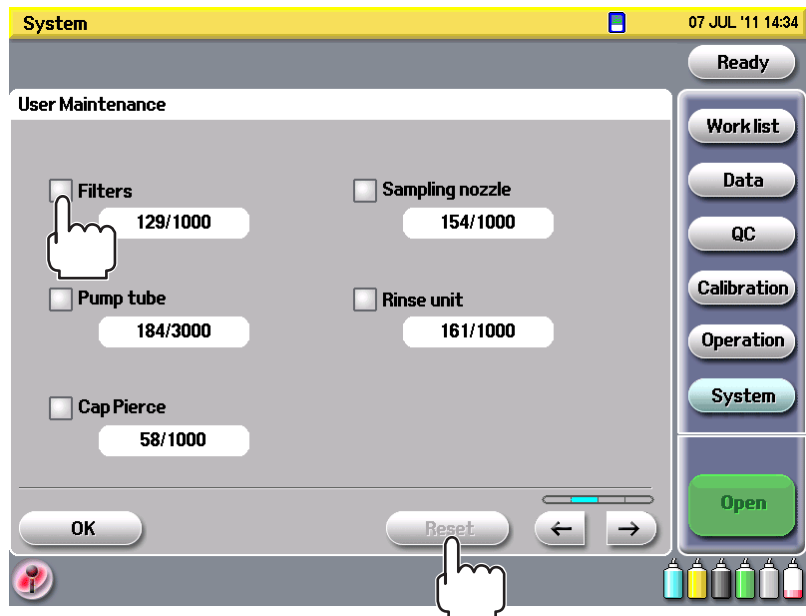 System
07 JUL '11 14:34
Ready
User Maintenance
Work list
Filters
129/1000
Sampling nozzle
154/1000
Data
QC
Pump tube
184/3000
Rinse unit
161/1000
Calibration
Operation
Cap Pierce
58/1000
System
OK
Reset
← →
Open